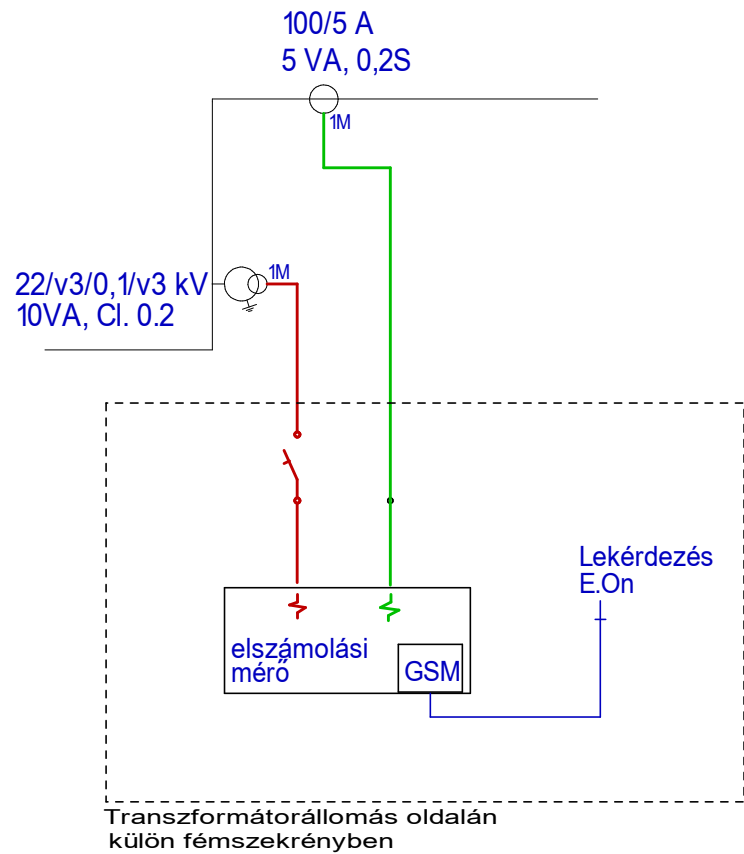 100/5 A
5 VA, 0,2S
1M
1M
22/v3/0,1/v3 kV
10VA, Cl. 0.2
Lekérdezés
E.On
elszámolási
mérő
GSM
Transzformátorállomás oldalán
külön fémszekrényben